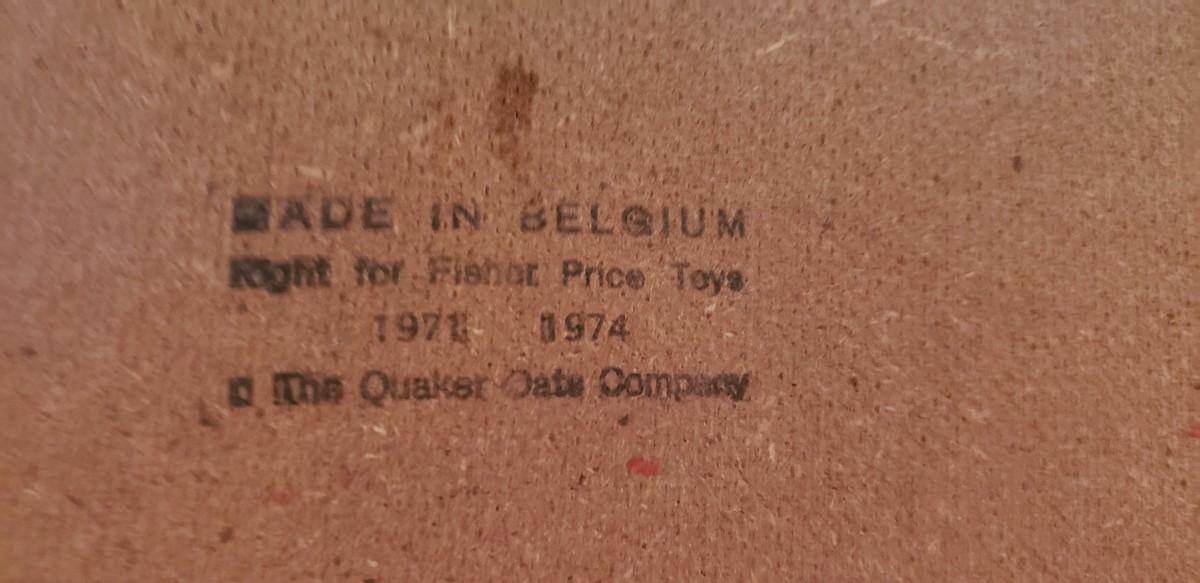 MADE IN BELGIUM
Right for Fisher Price Toys
1971 1974
The Quaker Oats Company